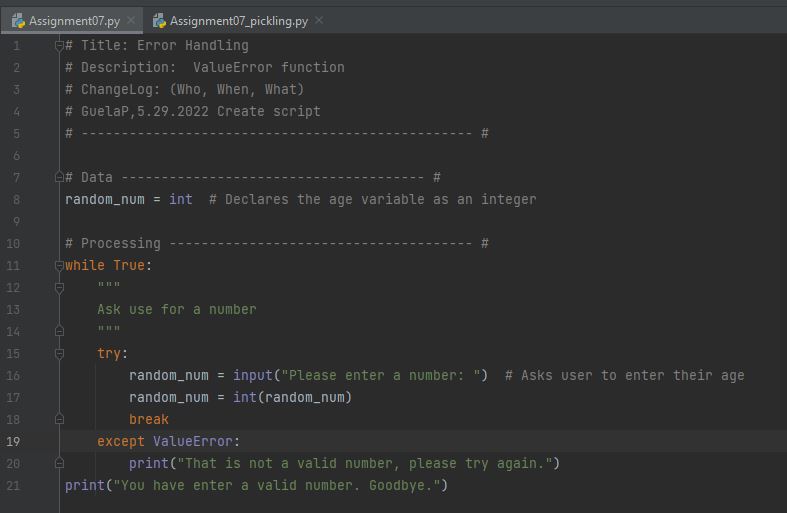 Assignment07.py × Assignment07_pickling.py ×
1 # Title: Error Handling
2 # Description:  ValueError function
3 # ChangeLog: (Who, When, What)
4 # GuelaP,5.29.2022 Create script
5 # ------------------------------------------------- #
6
7 # Data -------------------------------------- #
8 random_num = int  # Declares the age variable as an integer
9
10 # Processing -------------------------------------- #
11 while True:
12     """
13     Ask use for a number
14     """
15     try:
16         random_num = input("Please enter a number: ")  # Asks user to enter their age
17         random_num = int(random_num)
18         break
19     except ValueError:
20         print("That is not a valid number, please try again.")
21 print("You have enter a valid number. Goodbye.")